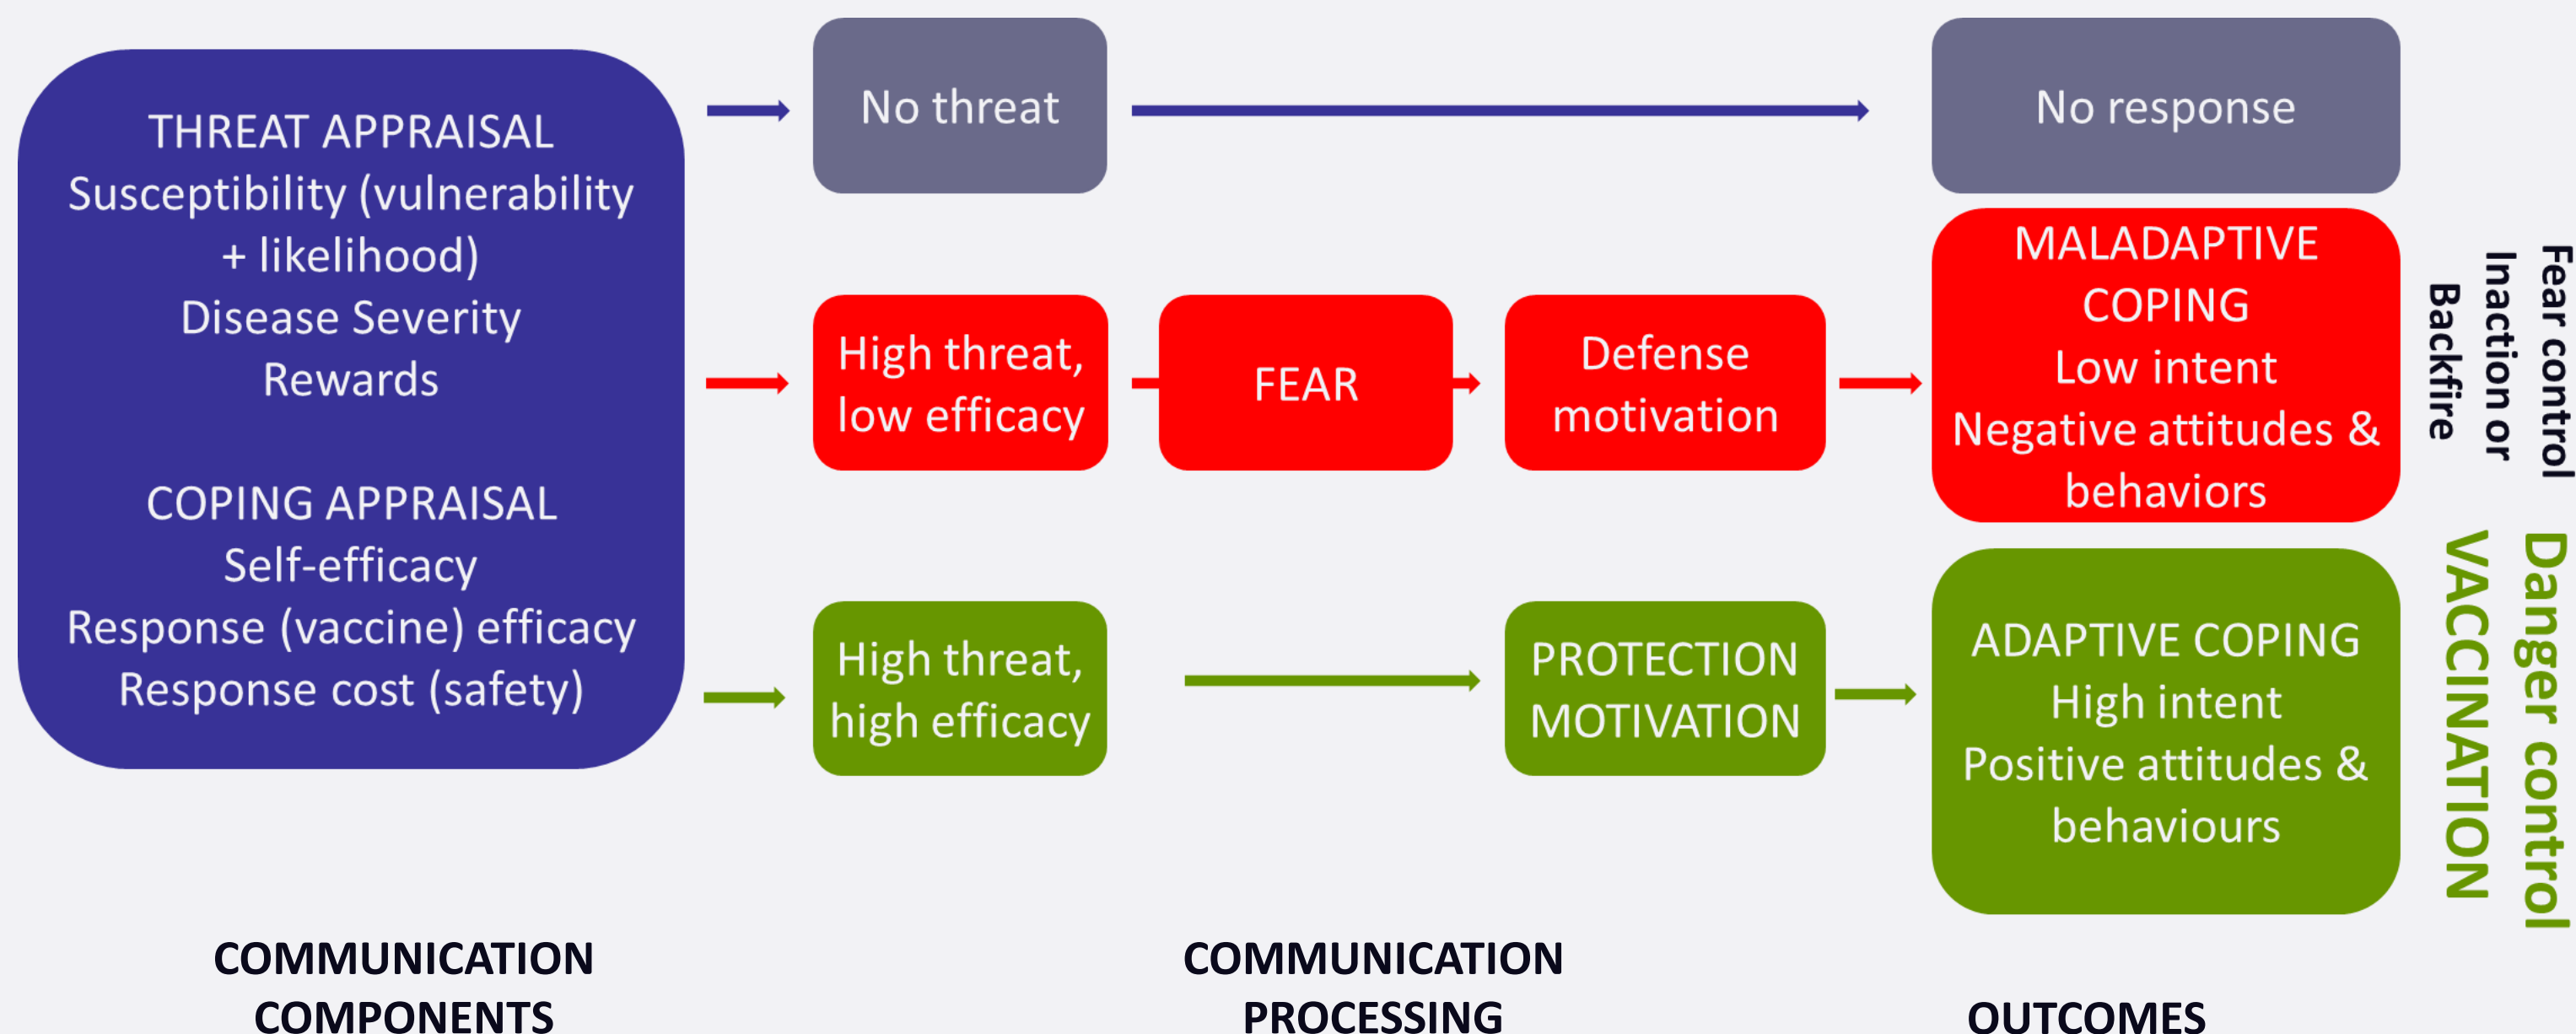 THREAT APPRAISAL
Susceptibility (vulnerability
+ likelihood)
Disease Severity
Rewards
COPING APPRAISAL
Self-efficacy
Response (vaccine) efficacy
Response cost (safety)
No threat
No response
High threat,
low efficacy
FEAR
Defense
motivation
MALADAPTIVE
COPING
Low intent
Negative attitudes &
behaviors
Fear control
Inaction or
Backfire
High threat,
high efficacy
PROTECTION
MOTIVATION
ADAPTIVE COPING
High intent
Positive attitudes &
behaviours
Danger control
VACCINATION
COMMUNICATION
COMPONENTS
COMMUNICATION
PROCESSING
OUTCOMES